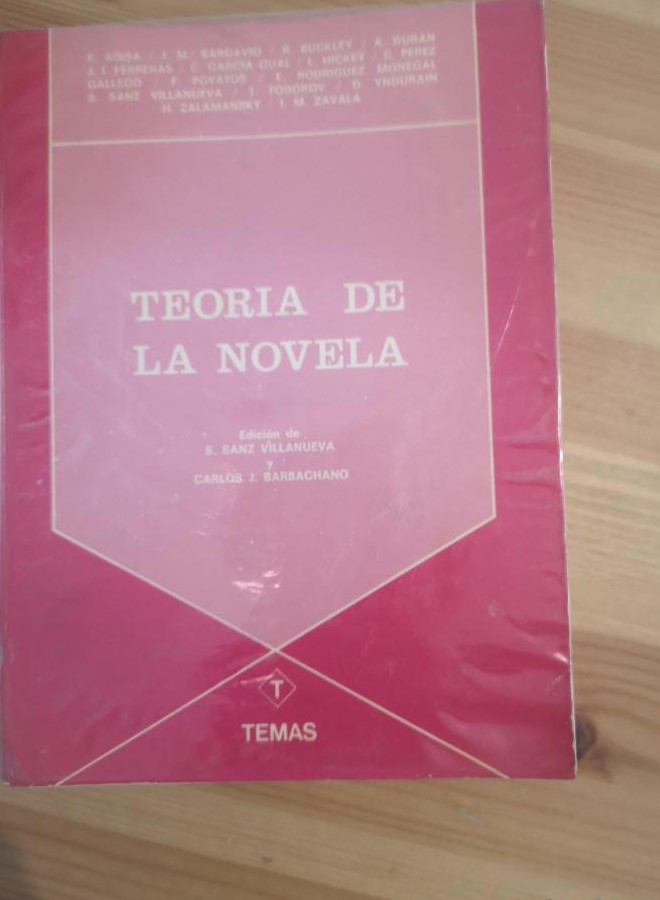 F. AINSA / J. M. BARDAVIO / R. BUCKLEY / A. DURAN
J. I. FERRERAS / C. GARCIA GUAL / L. HICKEY / C. PEREZ
GALLEGO / F. POYATOS / E. RODRIGUEZ MONEGAL
S. SANZ VILLANUEVA / T. TODOROV / D. YNDURAIN
H. ZALAMANSKY / I. M. ZAVALA
TEORIA DE
LA NOVELA
Edición de
S. SANZ VILLANUEVA
y
CARLOS J. BARBACHANO
T
TEMAS